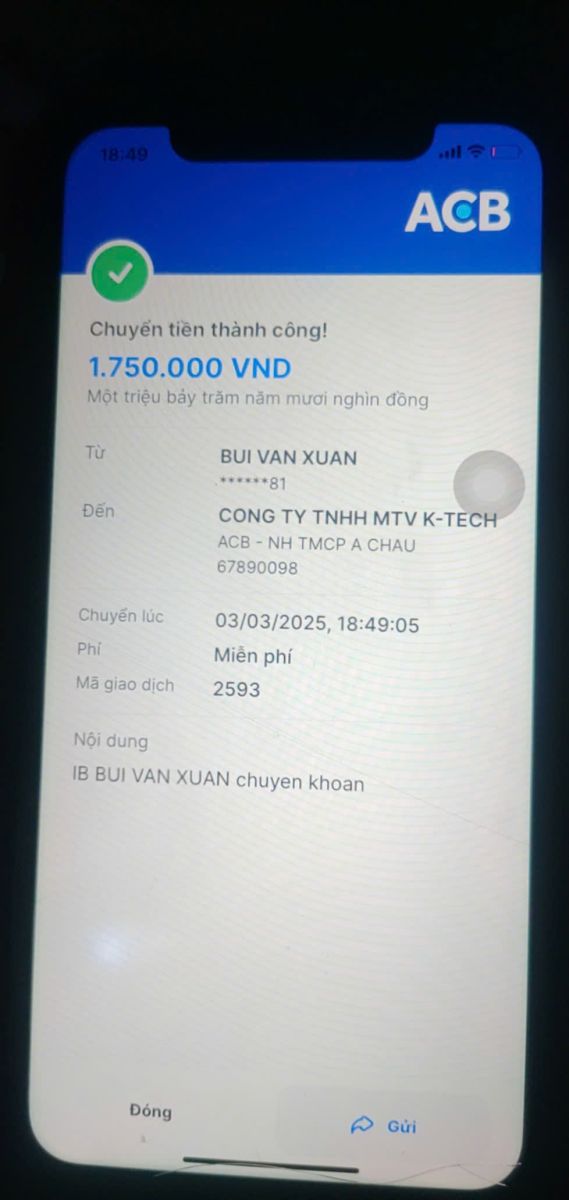 18:49
ACB
Chuyển tiền thành công!
1.750.000 VND
Một triệu bảy trăm năm mươi nghìn đồng
Từ
BUI VAN XUAN
******81
Đến
CONG TY TNHH MTV K-TECH
ACB - NH TMCP A CHAU
67890098
Chuyển lúc
03/03/2025, 18:49:05
Phí
Miễn phí
Mã giao dịch
2593
Nội dung
IB BUI VAN XUAN chuyen khoan
Đóng
Gửi